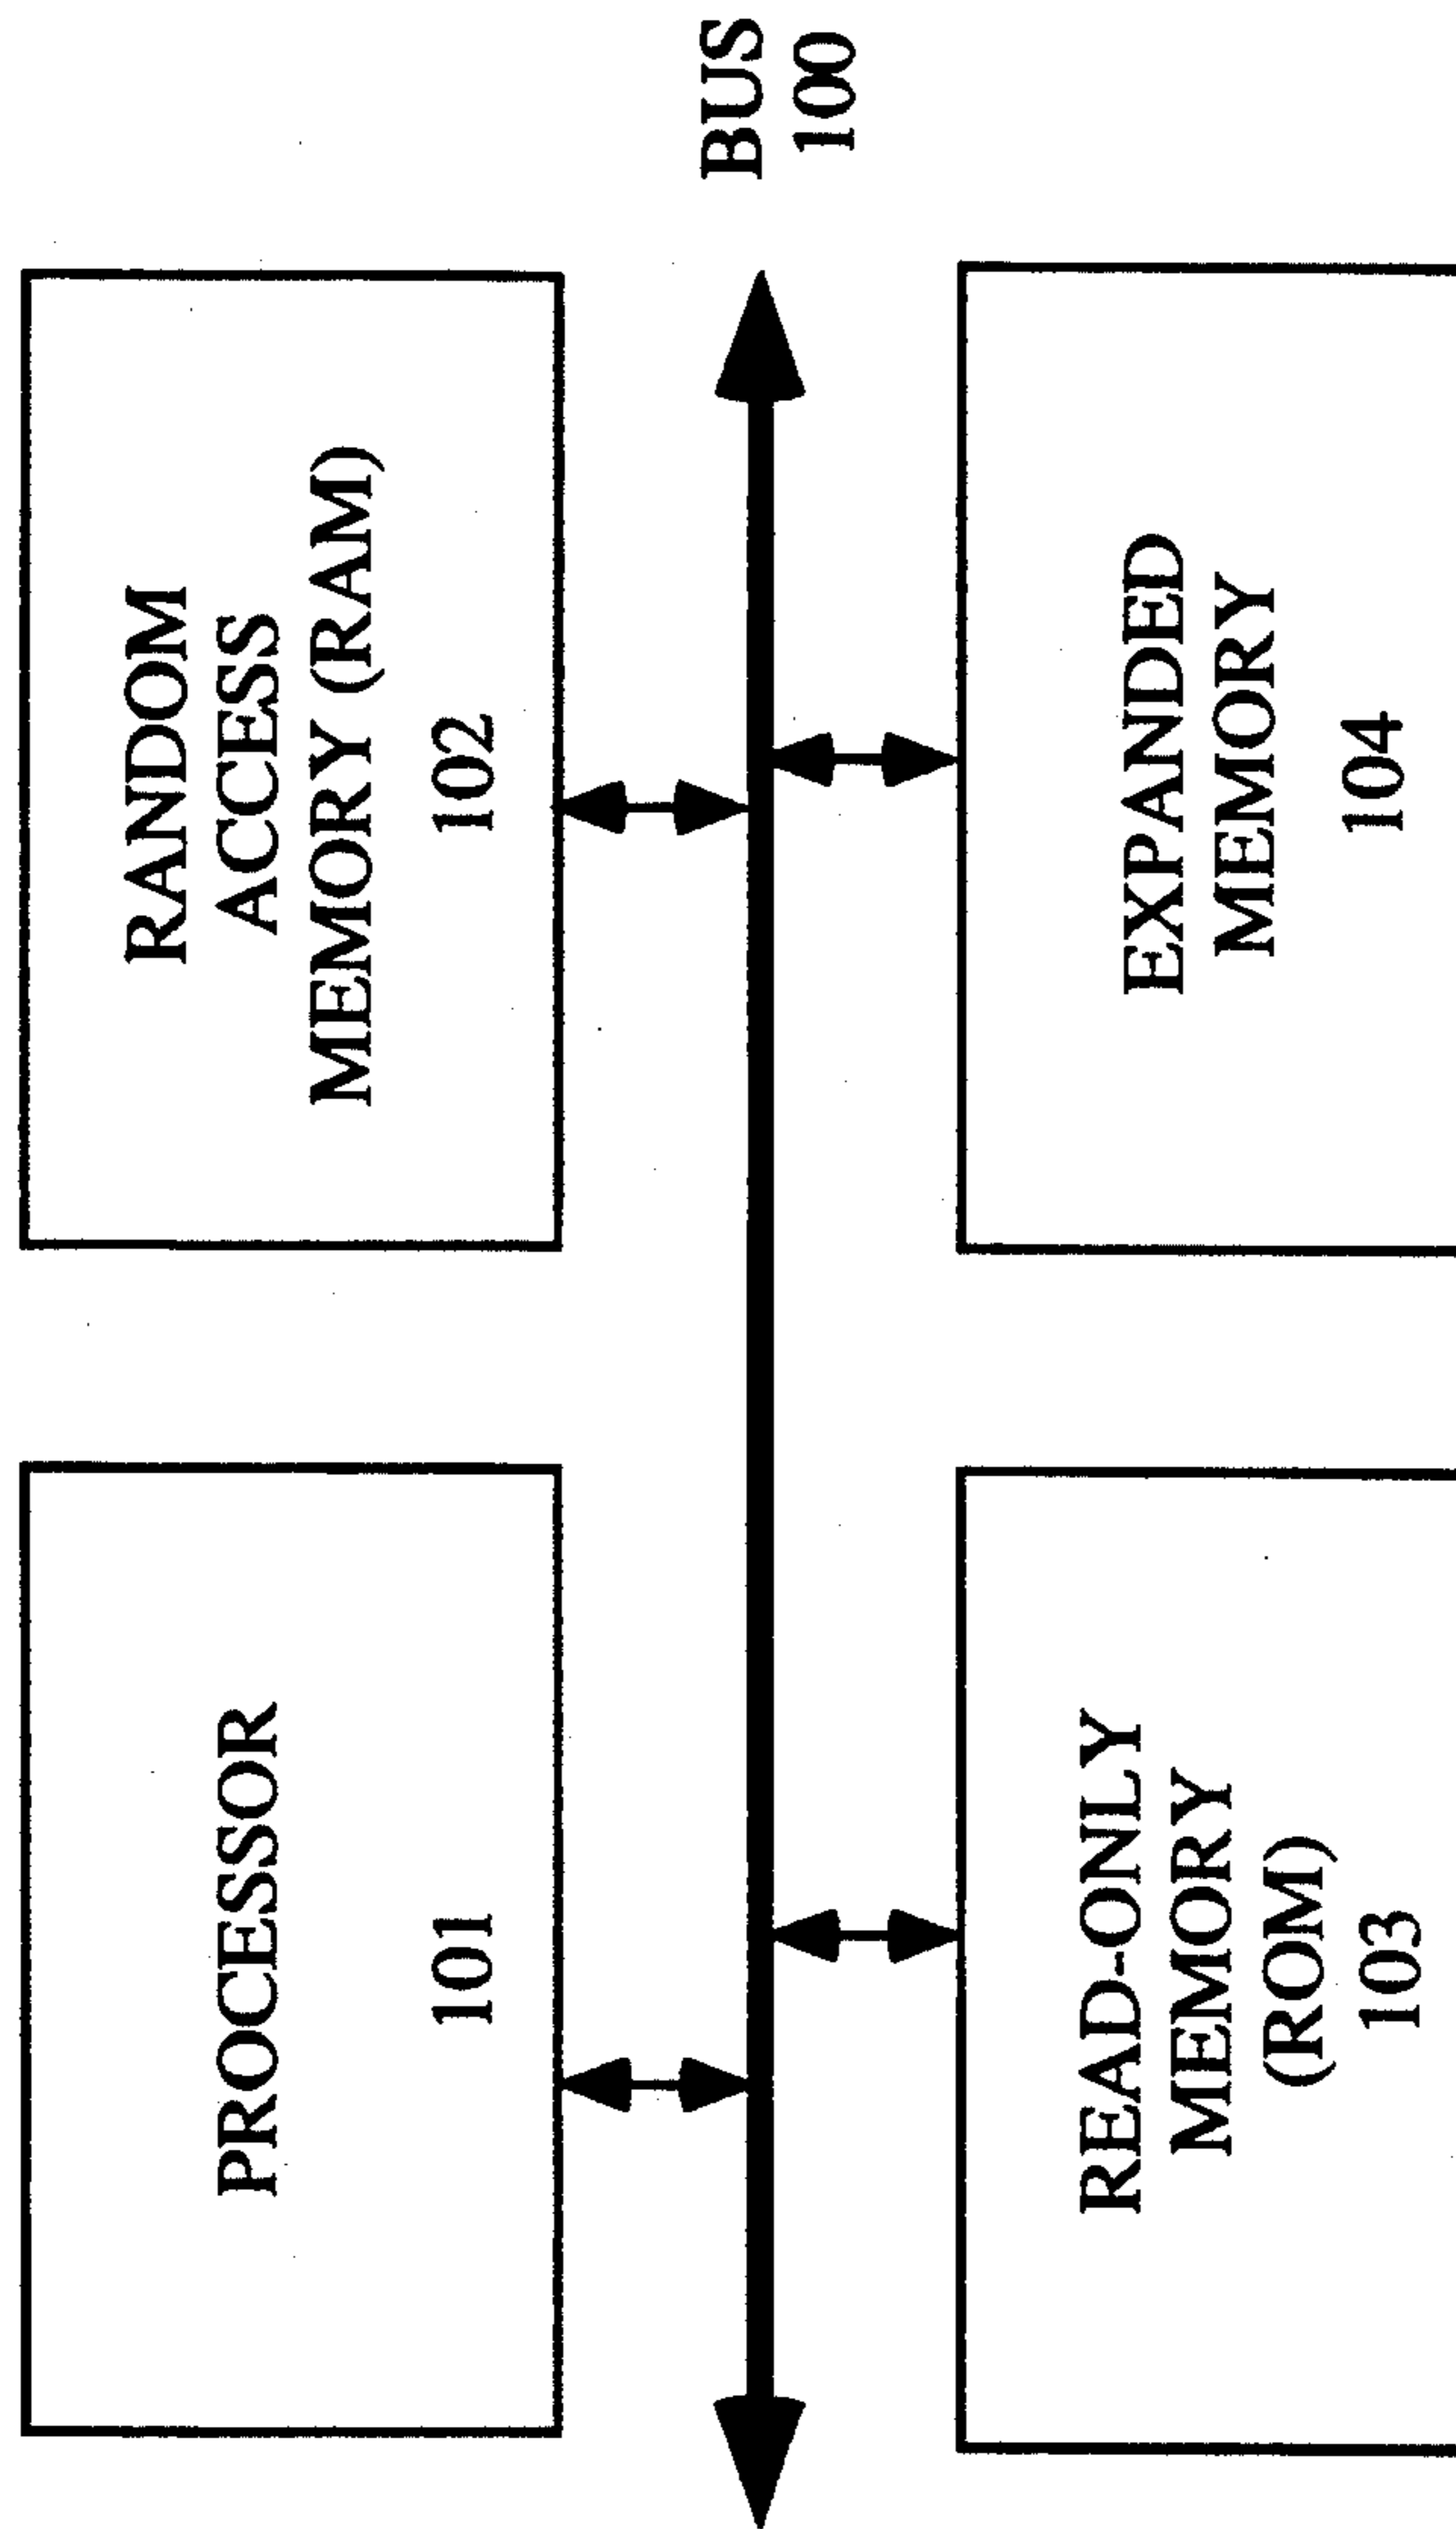 PROCESSOR
101
RANDOM
ACCESS
MEMORY (RAM)
102
BUS
100
READ-ONLY
MEMORY
(ROM)
103
EXPANDED
MEMORY
104